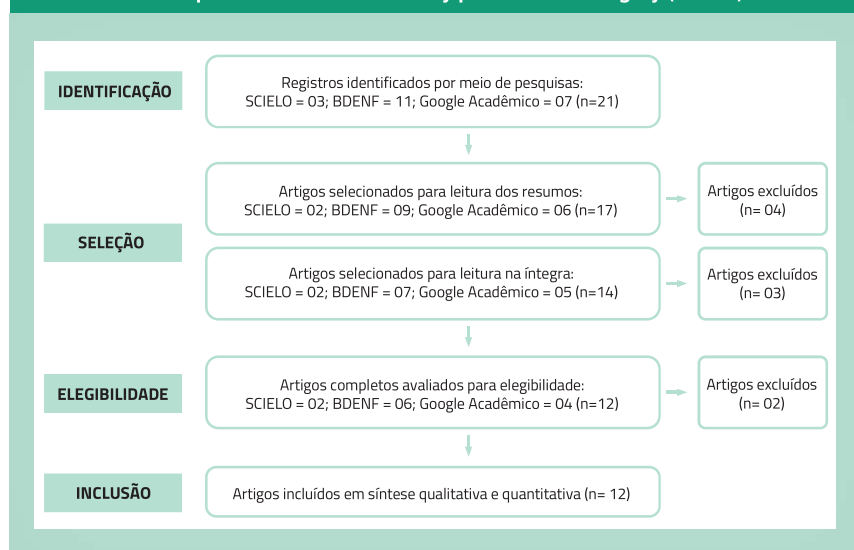 IDENTIFICAÇÃO
Registros identificados por meio de pesquisas:
SCIELO = 03; BDENF = 11; Google Acadêmico = 07 (n=21)
SELEÇÃO
Artigos selecionados para leitura dos resumos:
SCIELO = 02; BDENF = 09; Google Acadêmico = 06 (n=17)
Artigos excluídos
(n= 04)
Artigos selecionados para leitura na íntegra:
SCIELO = 02; BDENF = 07; Google Acadêmico = 05 (n=14)
Artigos excluídos
(n= 03)
ELEGIBILIDADE
Artigos completos avaliados para elegibilidade:
SCIELO = 02; BDENF = 06; Google Acadêmico = 04 (n=12)
Artigos excluídos
(n= 02)
INCLUSÃO
Artigos incluídos em síntese qualitativa e quantitativa (n= 12)